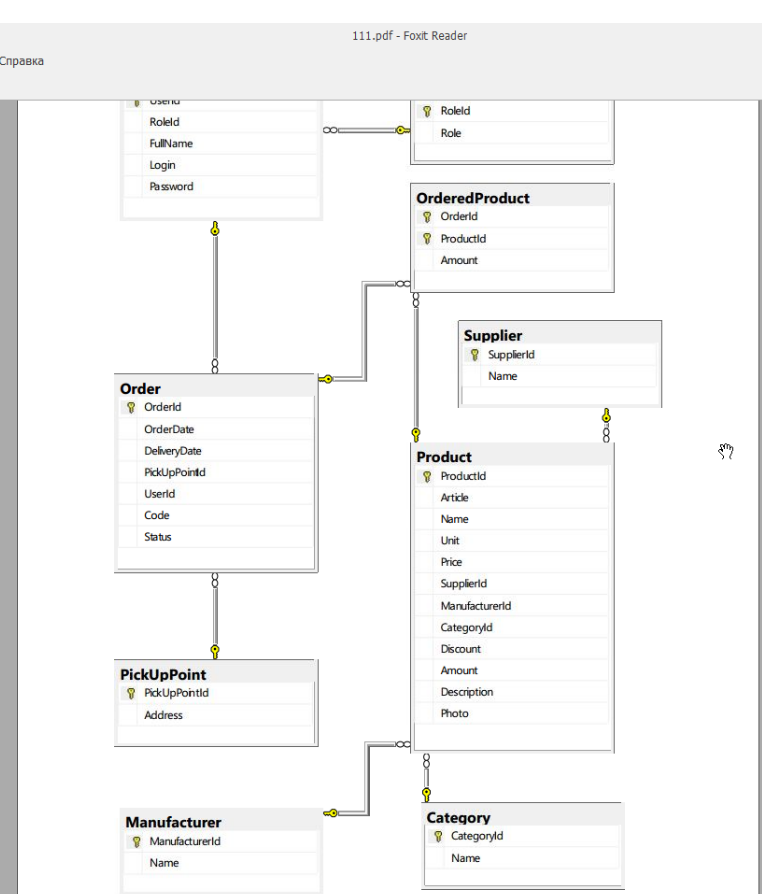 111.pdf - Foxit Reader
Справка
UserId
RoleId
FullName
Login
Password
RoleId
Role
OrderedProduct
OrderId
ProductId
Amount
Supplier
SupplierId
Name
Order
OrderId
OrderDate
DeliveryDate
PickUpPointId
UserId
Code
Status
Product
ProductId
Article
Name
Unit
Price
SupplierId
ManufacturerId
CategoryId
Discount
Amount
Description
Photo
PickUpPoint
PickUpPointId
Address
Manufacturer
ManufacturerId
Name
Category
CategoryId
Name